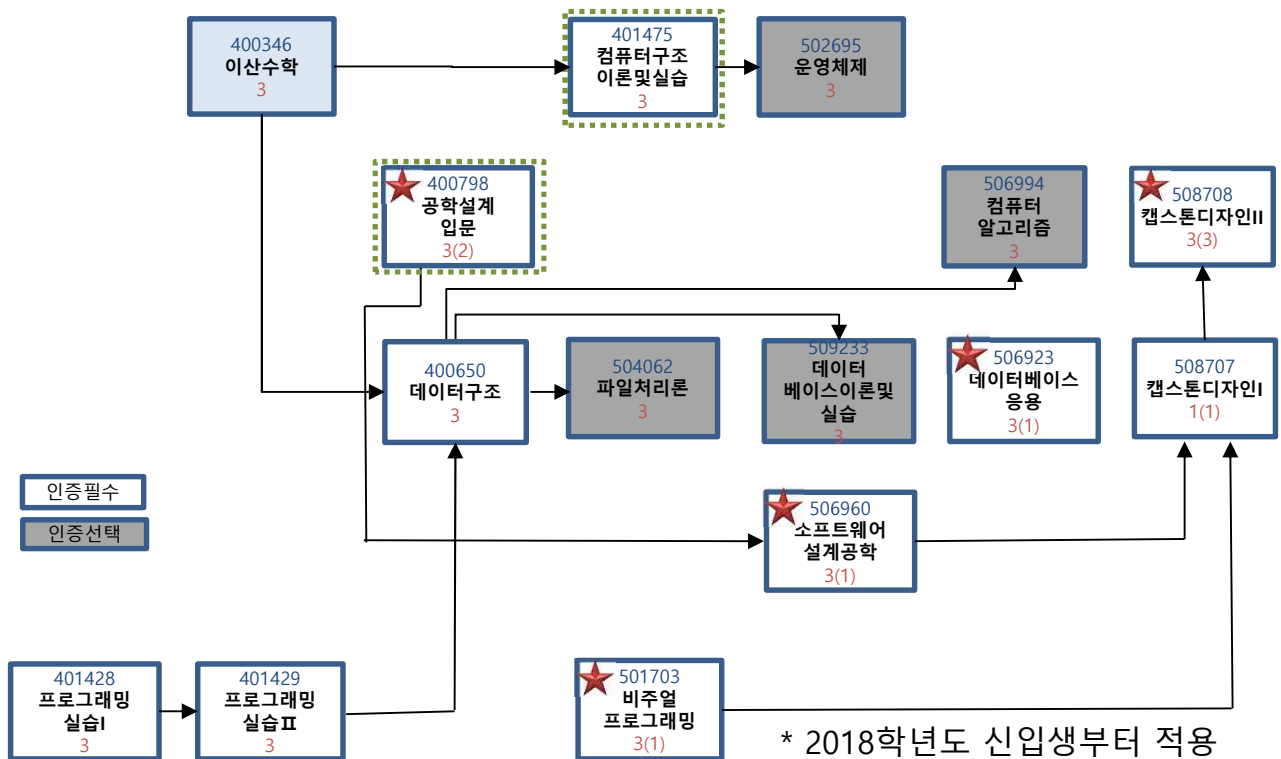 400346
이산수학
3
401475
컴퓨터구조
이론및실습
3
502695
운영체제
3
400798
공학설계
입문
3(2)
506994
컴퓨터
알고리즘
3
508708
캡스톤디자인II
3(3)
400650
데이터구조
3
504062
파일처리론
3
509233
데이터
베이스이론및
실습
3
506923
데이터베이스
응용
3(1)
508707
캡스톤디자인I
1(1)
인증필수
인증선택
506960
소프트웨어
설계공학
3(1)
401428
프로그래밍
실습I
3
401429
프로그래밍
실습Ⅱ
3
501703
비주얼
프로그래밍
3(1)
* 2018학년도 신입생부터 적용